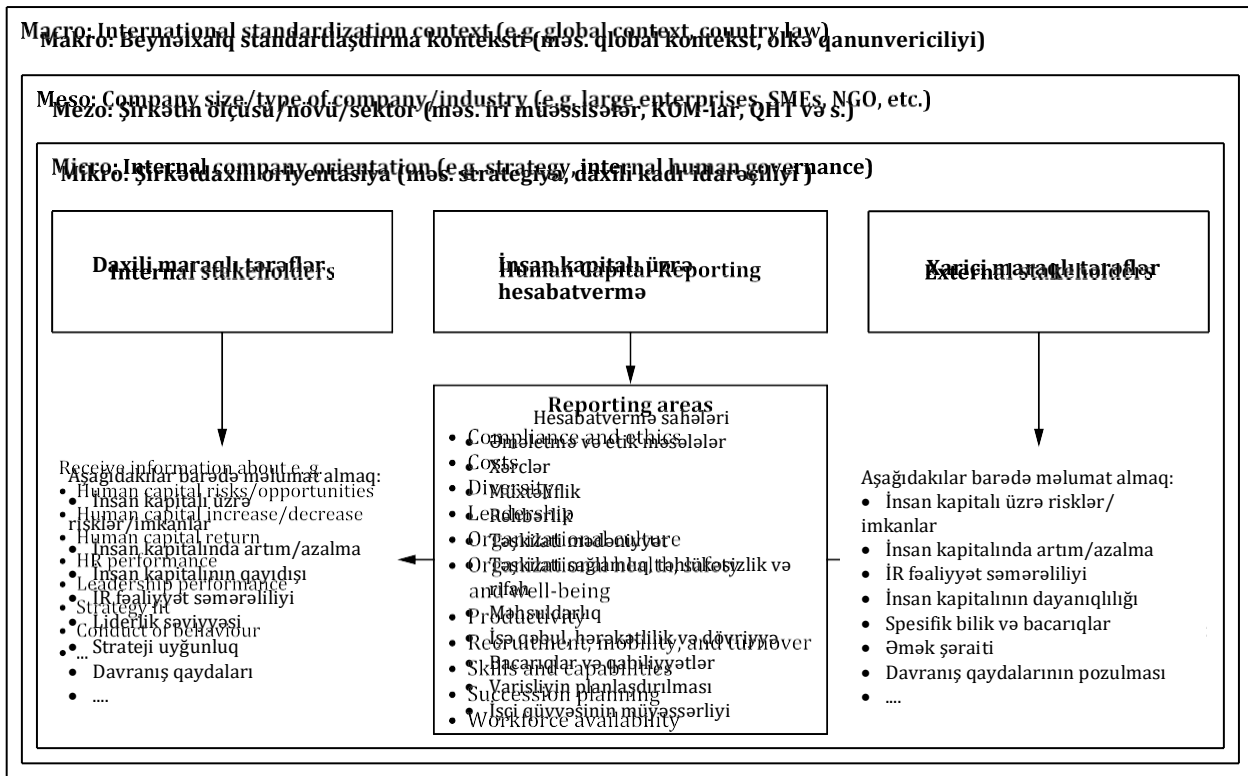 Macro: International standardization context (e.g. global context, country law)
Makro: Beynəlxalq standartlaşdırma konteksti (məs. qlobal kontekst, ölkə qanunvericiliyi)
Meso: Company size/type of company/industry (e.g. large enterprises, SMEs, NGO, etc.)
Mezo: Şirkətin ölçüsü/növü/sektor (məs. iri müəssisələr, KOM-lar, QHT və s.)
Micro: Internal company orientation (e.g. strategy, internal human governance)
Mikro: Şirkətdaxili oriyentasiya (məs. strategiya, daxili kadr idarəçiliyi )
Daxili maraqlı tərəflər
Internal stakeholders
İnsan kapitalı üzrə
Human Capital Reporting
hesabatvermə
Xarici maraqlı tərəflər
External stakeholders
Reporting areas
Hesabatvermə sahələri
• Compliance and ethics
• Əməletmə və etik məsələlər
• Costs
• Xərclər
• Diversity
• Müxtəliflik
• Leadership
• Rəhbərlik
• Organizational culture
• Təşkilati mədəniyyət
• Organizational health, safety
• Təşkilati sağlamlıq, təhlükəsizlik və
rifah
and well-being
• Məhsuldarlıq
• Productivity
• İşə qəbul, hərəkətlilik və dövriyyə
• Recruitment, mobility, and turnover
• Bacarıqlar və qabiliyyətlər
• Skills and capabilities
• Varisliyin planlaşdırılması
• Succession planning
• İşçi qüvvəsinin müyəssərliyi
• Workforce availability
Receive information about e. g.
Aşağıdakılar barədə məlumat almaq:
• Human capital risks/opportunities
• İnsan kapitalı üzrə
• Human capital increase/decrease
risklər/imkanlar
• Human capital return
• İnsan kapitalında artım/azalma
• HR performance
• İnsan kapitalının qayıdışı
• Leadership performance
• İR fəaliyyət səmərəliliyi
• Strategy fit
• Liderlik səviyyəsi
• Conduct of behaviour
• Strateji uyğunluq
• ...
• Davranış qaydaları
• ....
Aşağıdakılar barədə məlumat almaq:
• İnsan kapitalı üzrə risklər/
imkanlar
• İnsan kapitalında artım/azalma
• İR fəaliyyət səmərəliliyi
• İnsan kapitalının dayanıqlılığı
• Spesifik bilik və bacarıqlar
• Əmək şəraiti
• Davranış qaydalarının pozulması
• ....